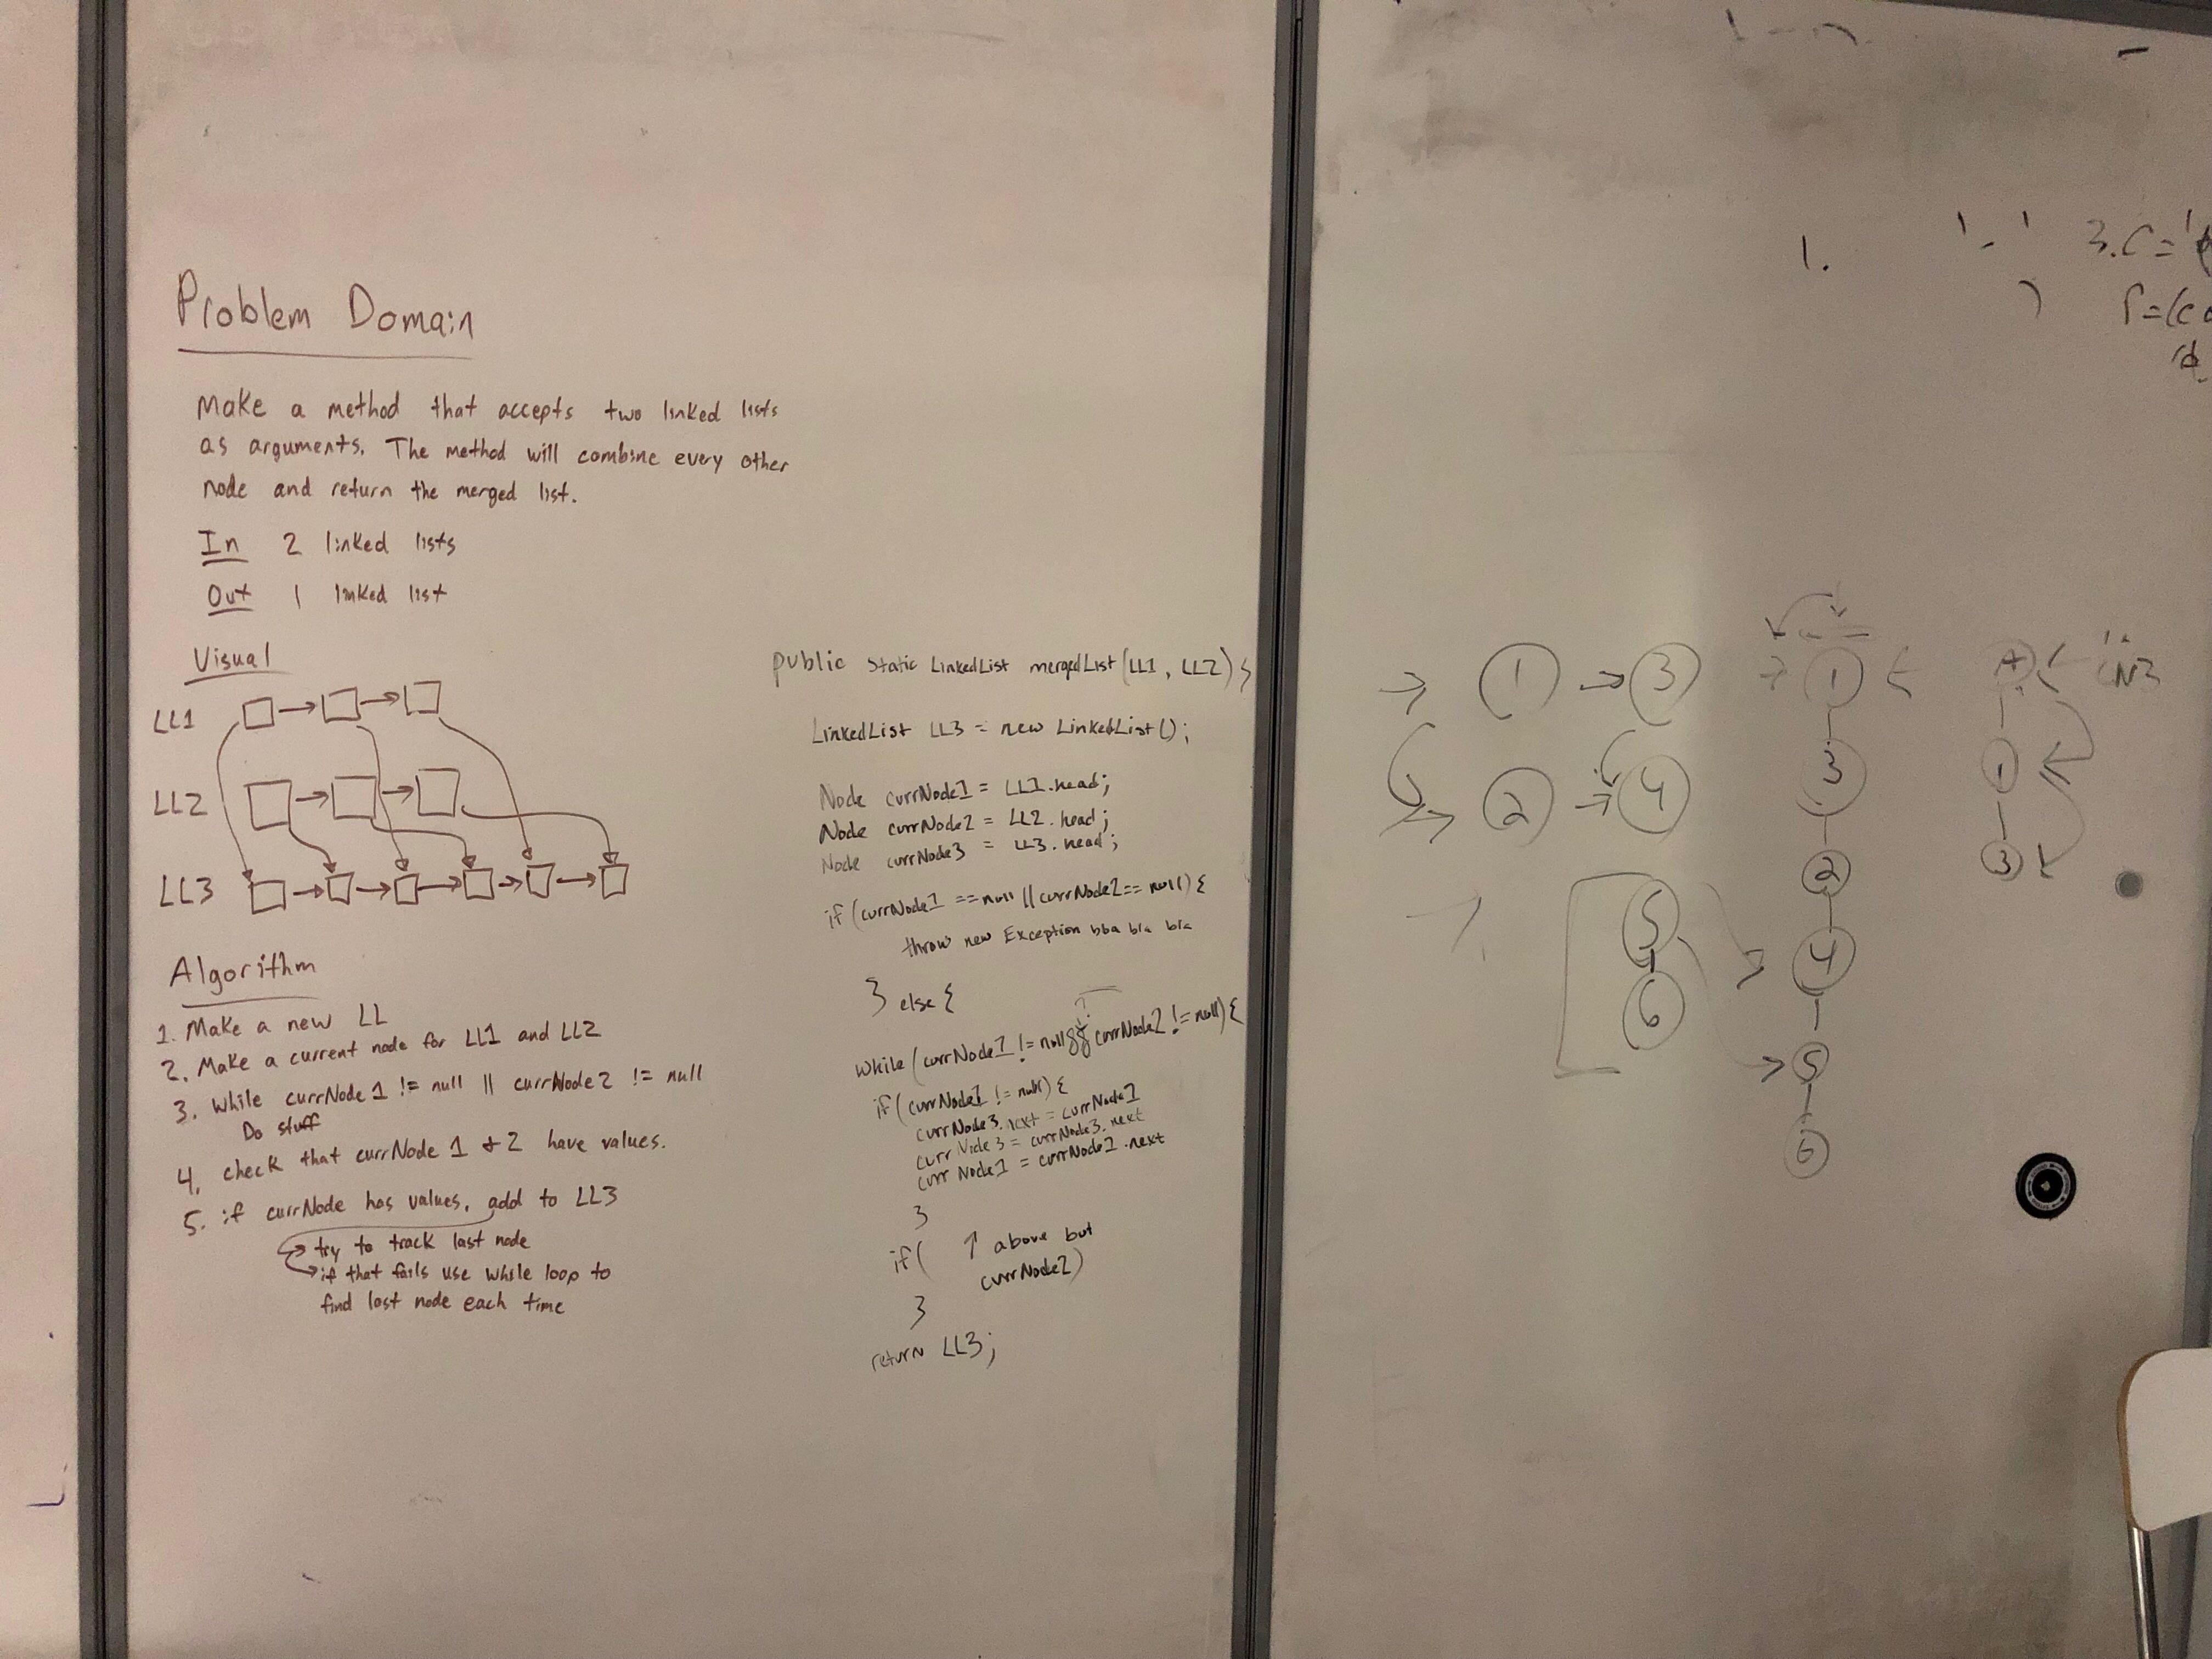 Problem Domain
Make a method that accepts two linked lists
as arguments. The method will combine every other
node and return the merged list.
In 2 linked lists
Out 1 linked list
Visual
LL1
LL2
LL3
Algorithm
1. Make a new LL
2. Make a current node for LL1 and LL2
3. While currNode1 != null || currNode2 != null
Do stuff
4. check that currNode 1 & 2 have values.
5. if currNode has values, add to LL3
try to track last node
if that fails use while loop to
find last node each time
public static LinkedList mergedList(LL1, LL2) {
LinkedList LL3 = new LinkedList();
Node currNode1 = LL1.head;
Node currNode2 = LL2.head;
Node currNode3 = LL3.head;
if (currNode1 == null || currNode2 == null) {
throw new Exception bba bla bla
} else {
while (currNode1 != null && currNode2 != null) {
if (currNode1 != null) {
currNode3.next = currNode1
currNode3 = currNode3.next
currNode1 = currNode1.next
}
if( ↑ above but
currNode2)
}
return LL3;
1.
3.C =
1 → 3
2 → 4
5
6
1
3
2
4
5
6
A
1
3